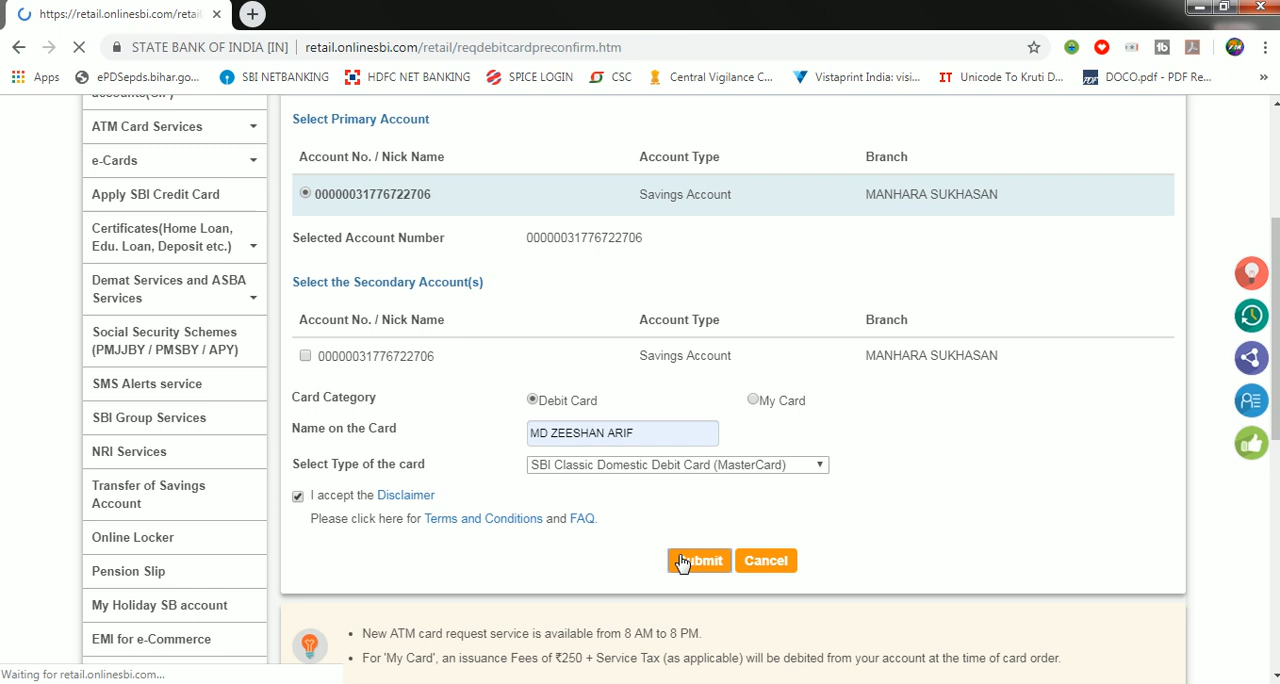 https://retail.onlinesbi.com/retai
STATE BANK OF INDIA [IN] retail.onlinesbi.com/retail/reqdebitcardpreconfirm.htm
Apps ePDSepds.bihar.go... SBI NETBANKING HDFC NET BANKING SPICE LOGIN CSC Central Vigilance C... Vistaprint India: visi... IT Unicode To Kruti D... DOCO.pdf - PDF Re... »
ATM Card Services
e-Cards
Apply SBI Credit Card
Certificates(Home Loan,
Edu. Loan, Deposit etc.)
Demat Services and ASBA
Services
Social Security Schemes
(PMJJBY / PMSBY / APY)
SMS Alerts service
SBI Group Services
NRI Services
Transfer of Savings
Account
Online Locker
Pension Slip
My Holiday SB account
EMI for e-Commerce
Select Primary Account
Account No. / Nick Name Account Type Branch
00000031776722706 Savings Account MANHARA SUKHASAN
Selected Account Number 00000031776722706
Select the Secondary Account(s)
Account No. / Nick Name Account Type Branch
00000031776722706 Savings Account MANHARA SUKHASAN
Card Category Debit Card My Card
Name on the Card MD ZEESHAN ARIF
Select Type of the card SBI Classic Domestic Debit Card (MasterCard)
I accept the Disclaimer
Please click here for Terms and Conditions and FAQ.
Submit Cancel
• New ATM card request service is available from 8 AM to 8 PM.
• For 'My Card', an issuance Fees of ₹250 + Service Tax (as applicable) will be debited from your account at the time of card order.
Waiting for retail.onlinesbi.com...